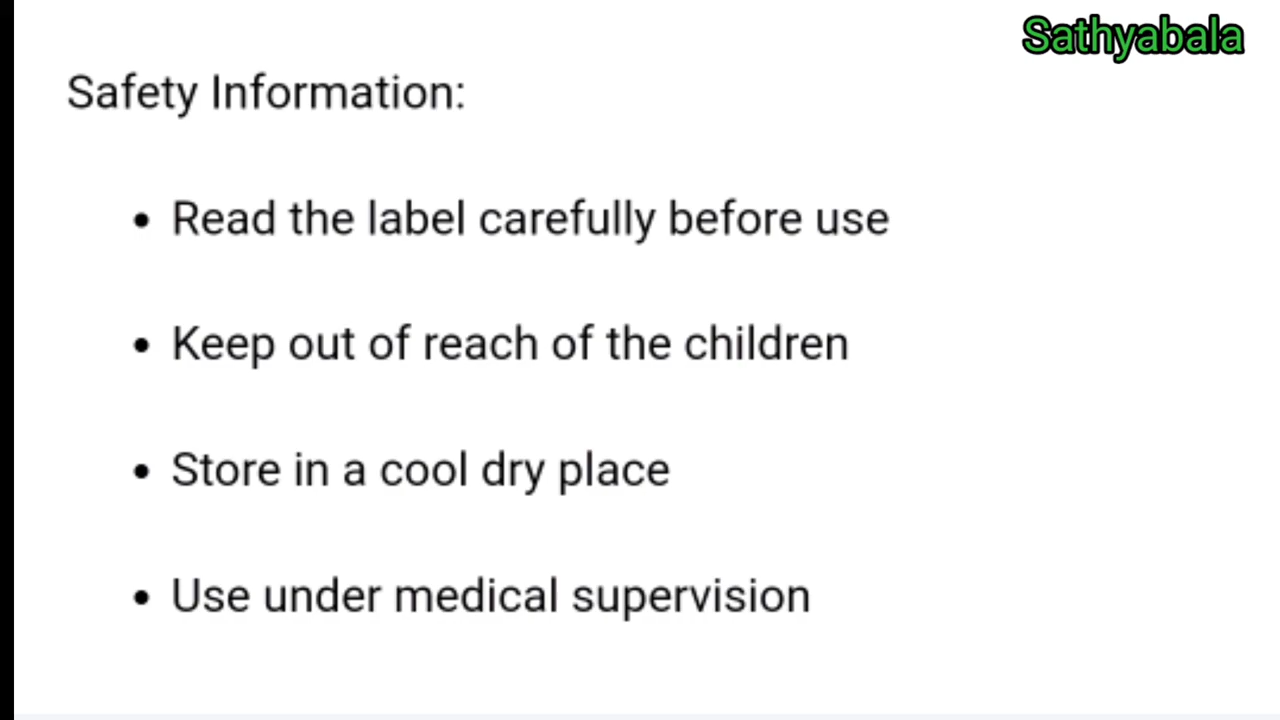 Sathyabala
Safety Information:
• Read the label carefully before use
• Keep out of reach of the children
• Store in a cool dry place
• Use under medical supervision